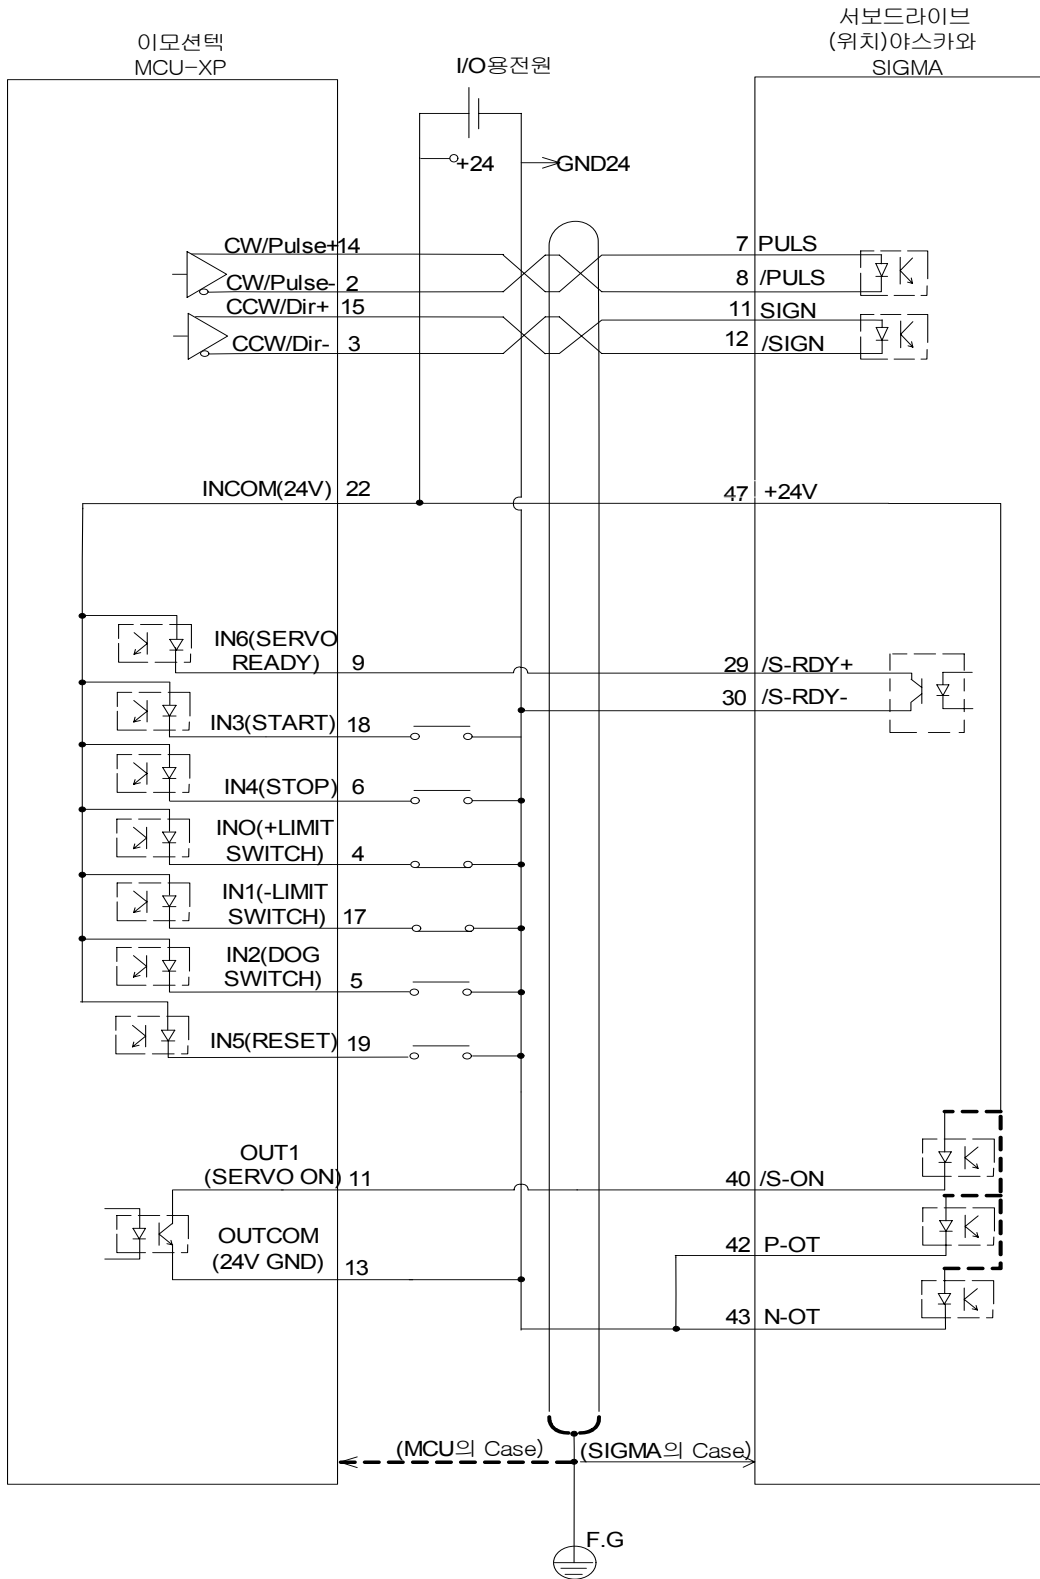 서보드라이브
(위치)야스카와
SIGMA
이모션텍
MCU-XP
I/O용전원
+24
GND24
CW/Pulse+14
7 PULS
CW/Pulse- 2
8 /PULS
CCW/Dir+ 15
11 SIGN
CCW/Dir- 3
12 /SIGN
INCOM(24V) 22
47 +24V
IN6(SERVO
READY) 9
29 /S-RDY+
30 /S-RDY-
IN3(START) 18
IN4(STOP) 6
INO(+LIMIT
SWITCH) 4
IN1(-LIMIT
SWITCH) 17
IN2(DOG
SWITCH) 5
IN5(RESET) 19
OUT1
(SERVO ON) 11
40 /S-ON
OUTCOM
(24V GND) 13
42 P-OT
43 N-OT
(MCU의 Case)
(SIGMA의 Case)
F.G